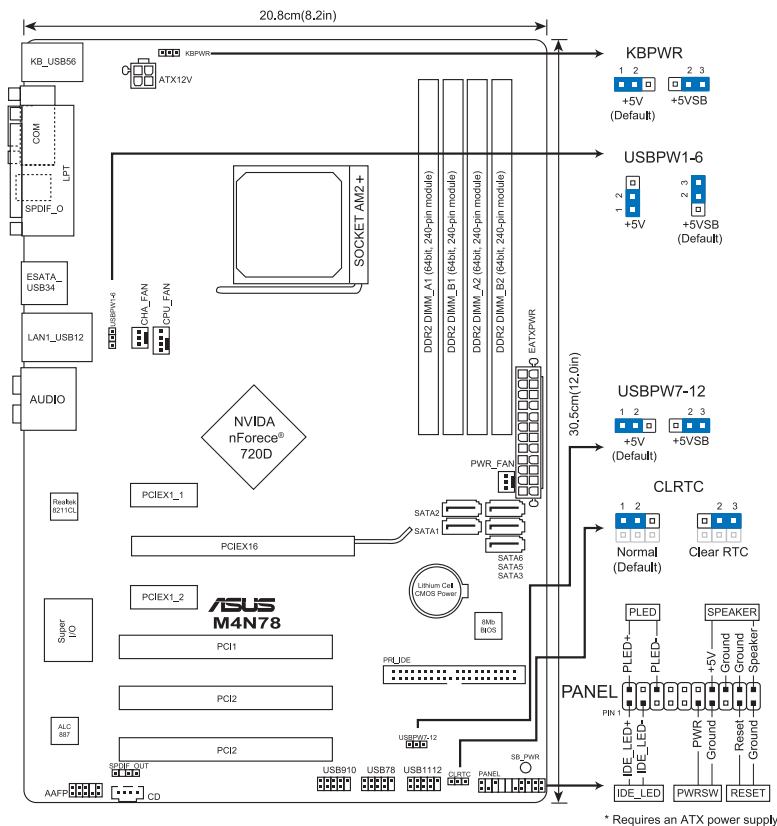 20.8cm(8.2in)
KB_USB56
KBPWR
ATX12V
KBPWR
1 2
2 3
+5V
(Default)
+5VSB
COM
LPT
SPDIF_O
SOCKET AM2+
DDR2 DIMM_A1 (64bit, 240-pin module)
DDR2 DIMM_B1 (64bit, 240-pin module)
DDR2 DIMM_A2 (64bit, 240-pin module)
DDR2 DIMM_B2 (64bit, 240-pin module)
USBPW1-6
2
1
+5V
3
2
+5VSB
(Default)
ESATA_
USB34
USBPW1-6
CHA_FAN
CPU_FAN
LAN1_USB12
EATXPWR
30.5cm(12.0in)
AUDIO
NVIDA
nForece®
720D
USBPW7-12
1 2
2 3
+5V
(Default)
+5VSB
PWR_FAN
PCIEX1_1
Realtek
8211CL
SATA2
SATA1
PCIEX16
SATA6
SATA5
SATA3
CLRTC
1 2
2 3
Normal
(Default)
Clear RTC
PCIEX1_2
Lithium Cell
CMOS Power
Super
I/O
ASUS
M4N78
8Mb
BIOS
PCI1
PRI_IDE
PCI2
PCI2
ALC
887
USBPW7-12
SPDIF_OUT
AAFP
CD
USB910
USB78
USB1112
CLRTC
PANEL
SB_PWR
PLED
SPEAKER
PLED+
PLED-
+5V
Ground
Ground
Speaker
PANEL
PIN 1
IDE_LED+
IDE_LED-
PWR
Ground
Reset
Ground
IDE_LED
PWRSW
RESET
* Requires an ATX power supply